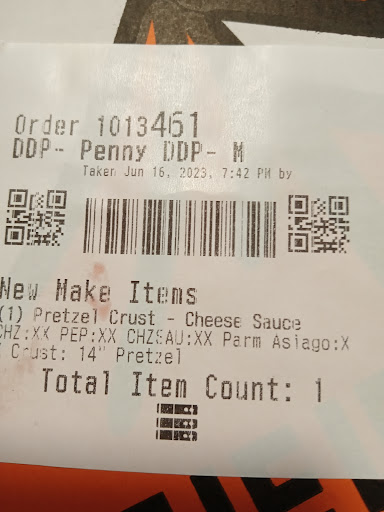 Order 1013461
DDP- Penny DDP- M
Taken Jun 16, 2023, 7:42 PM by
New Make Items
(1) Pretzel Crust - Cheese Sauce
CHZ:XX PEP:XX CHZSAU:XX Parm Asiago:X
Crust: 14" Pretzel
Total Item Count: 1